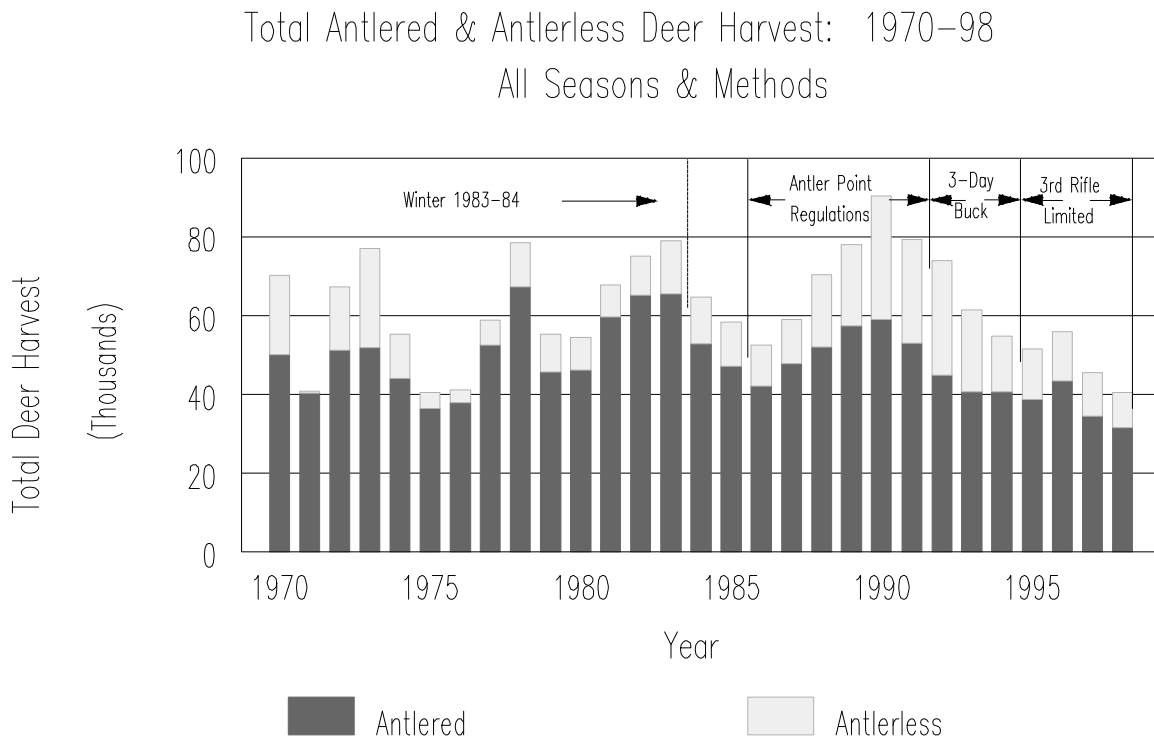 Total Antlered & Antlerless Deer Harvest: 1970-98
All Seasons & Methods
Total Deer Harvest
(Thousands)
100
80
60
40
20
0
Winter 1983-84
Antler Point
Regulations
3-Day
Buck
3rd Rifle
Limited
1970 1975 1980 1985 1990 1995
Year
Antlered Antlerless